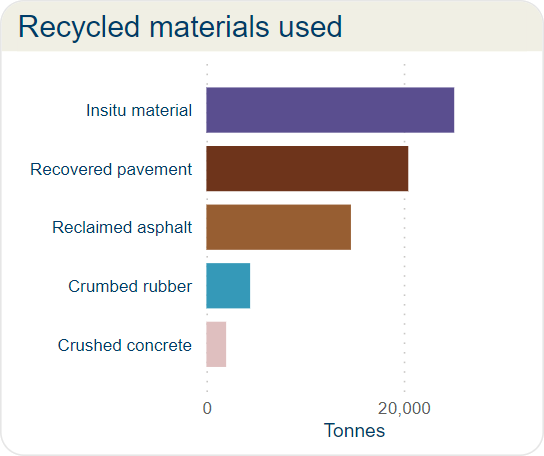 Recycled materials used
Insitu material
Recovered pavement
Reclaimed asphalt
Crumbed rubber
Crushed concrete
0 20,000
Tonnes